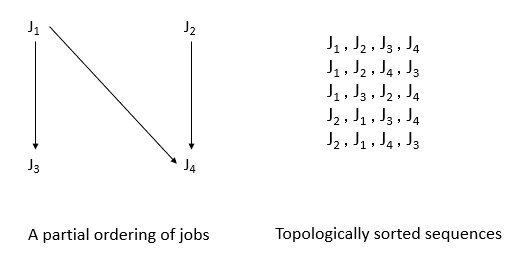 J₁ J₂
J₃ J₄
A partial ordering of jobs
J₁ , J₂ , J₃ , J₄
J₁ , J₂ , J₄ , J₃
J₁ , J₃ , J₂ , J₄
J₂ , J₁ , J₃ , J₄
J₂ , J₁ , J₄ , J₃
Topologically sorted sequences